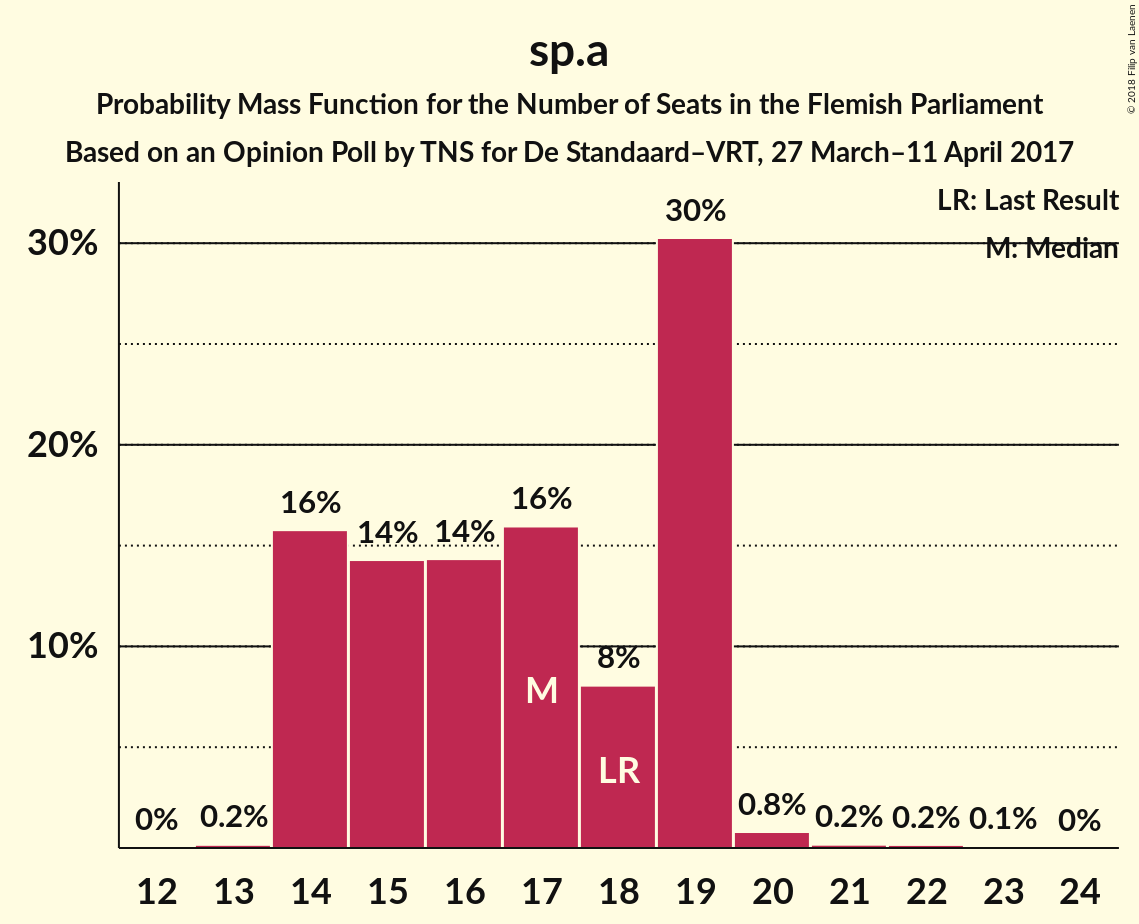 © 2018 Filip van Laenen
sp.a
Probability Mass Function for the Number of Seats in the Flemish Parliament
Based on an Opinion Poll by TNS for De Standaard–VRT, 27 March–11 April 2017
LR: Last Result
M: Median
30%
20%
10%
0%
0.2%
16%
14%
14%
16%
8%
30%
0.8%
0.2%
0.2%
0.1%
0%
M
LR
12 13 14 15 16 17 18 19 20 21 22 23 24